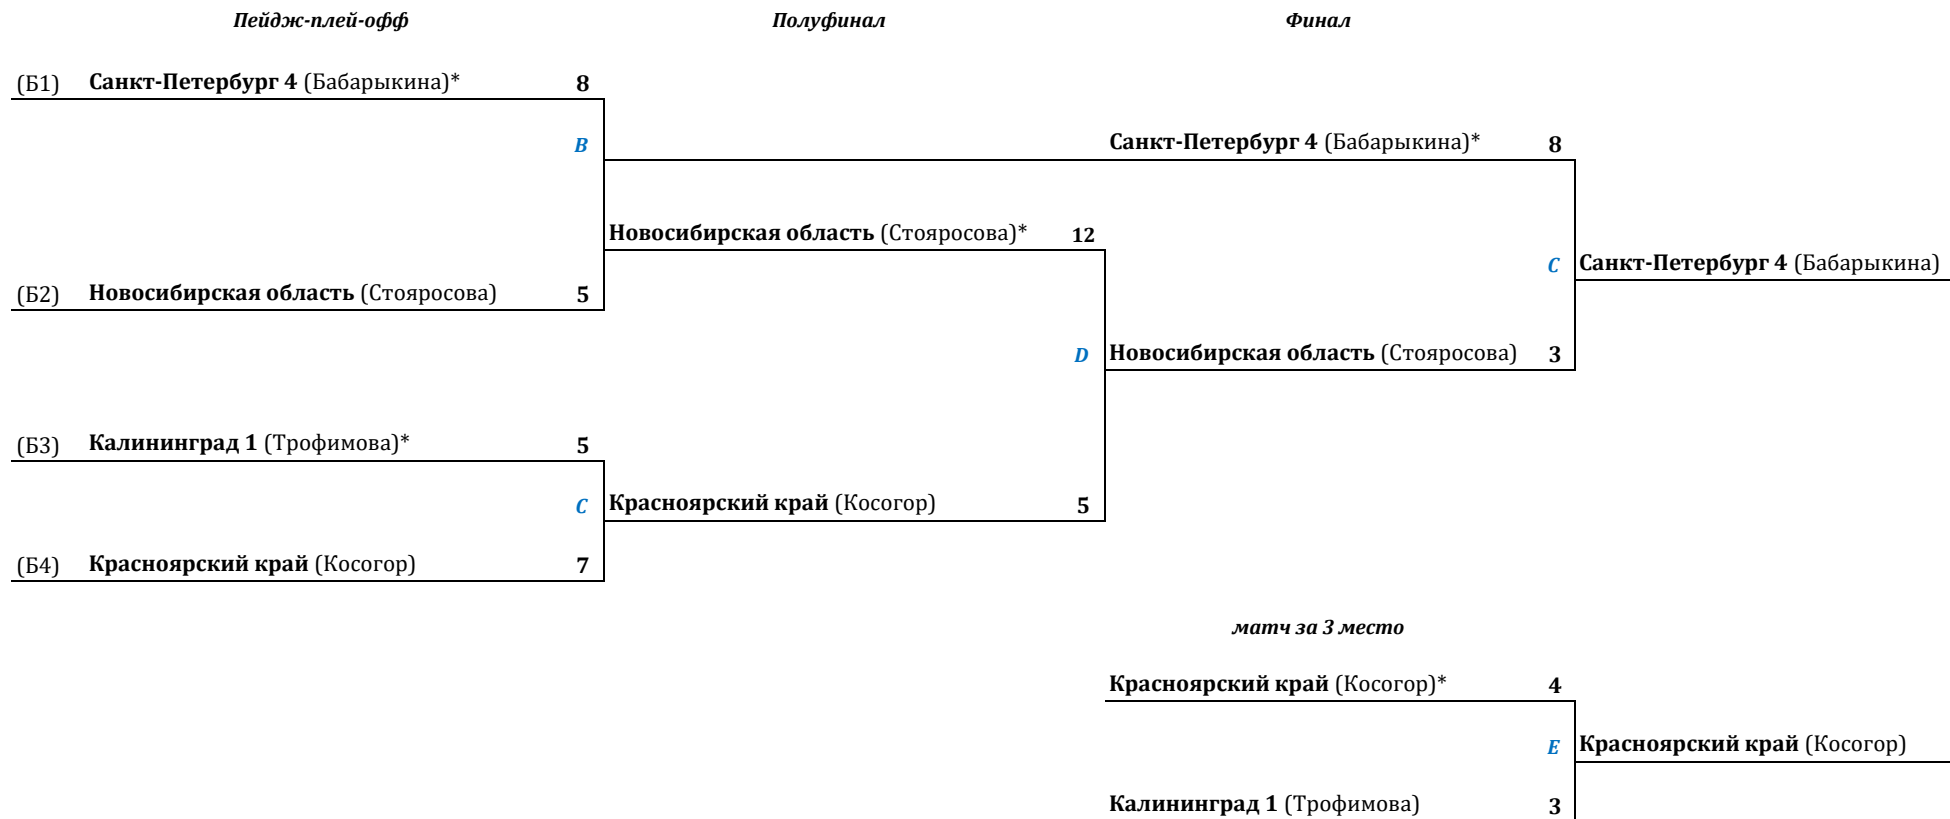 Пейдж-плей-офф Полуфинал Финал
(Б1) Санкт-Петербург 4 (Бабарыкина)* 8
B Санкт-Петербург 4 (Бабарыкина)* 8
Новосибирская область (Стояросова)* 12
C Санкт-Петербург 4 (Бабарыкина)
(Б2) Новосибирская область (Стояросова) 5
D Новосибирская область (Стояросова) 3
(Б3) Калининград 1 (Трофимова)* 5
C Красноярский край (Косогор) 5
(Б4) Красноярский край (Косогор) 7
матч за 3 место
Красноярский край (Косогор)* 4
E Красноярский край (Косогор)
Калининград 1 (Трофимова) 3